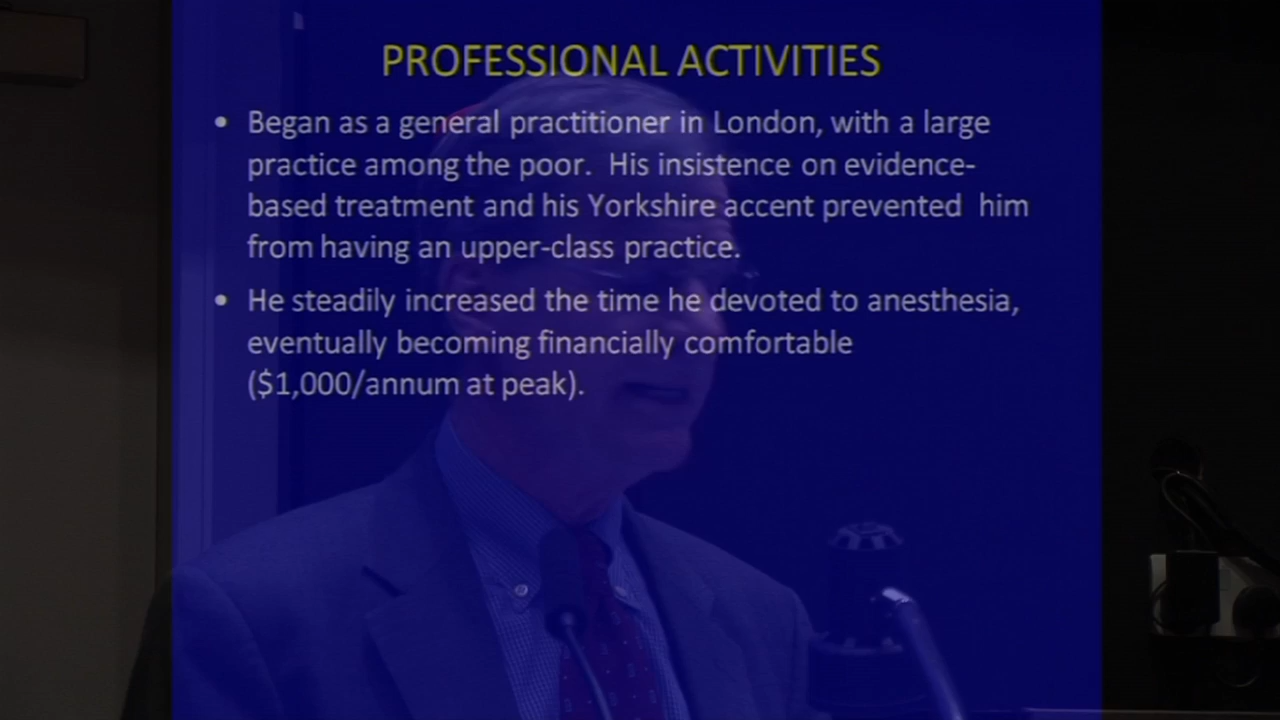 PROFESSIONAL ACTIVITIES
• Began as a general practitioner in London, with a large
practice among the poor. His insistence on evidence-
based treatment and his Yorkshire accent prevented him
from having an upper-class practice.
• He steadily increased the time he devoted to anesthesia,
eventually becoming financially comfortable
($1,000/annum at peak).